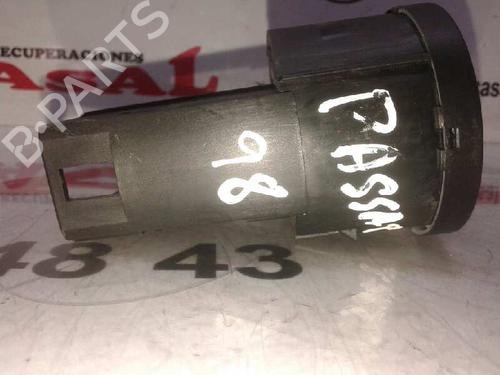 RECUPERACIONES
ASAL
B-PARTS
PASSAT
98
48 43